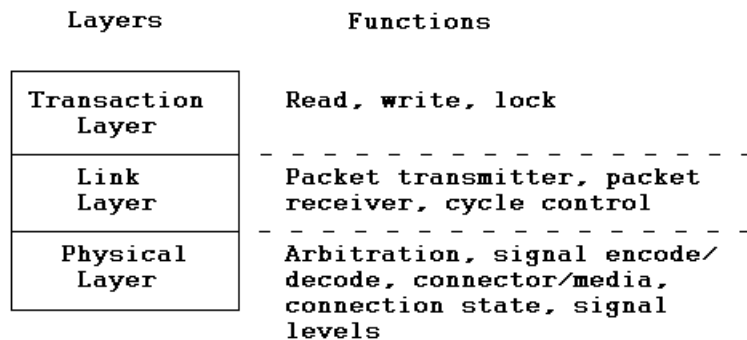 Layers Functions
Transaction Layer
Read, write, lock
Link Layer
Packet transmitter, packet
receiver, cycle control
Physical Layer
Arbitration, signal encode/
decode, connector/media,
connection state, signal
levels